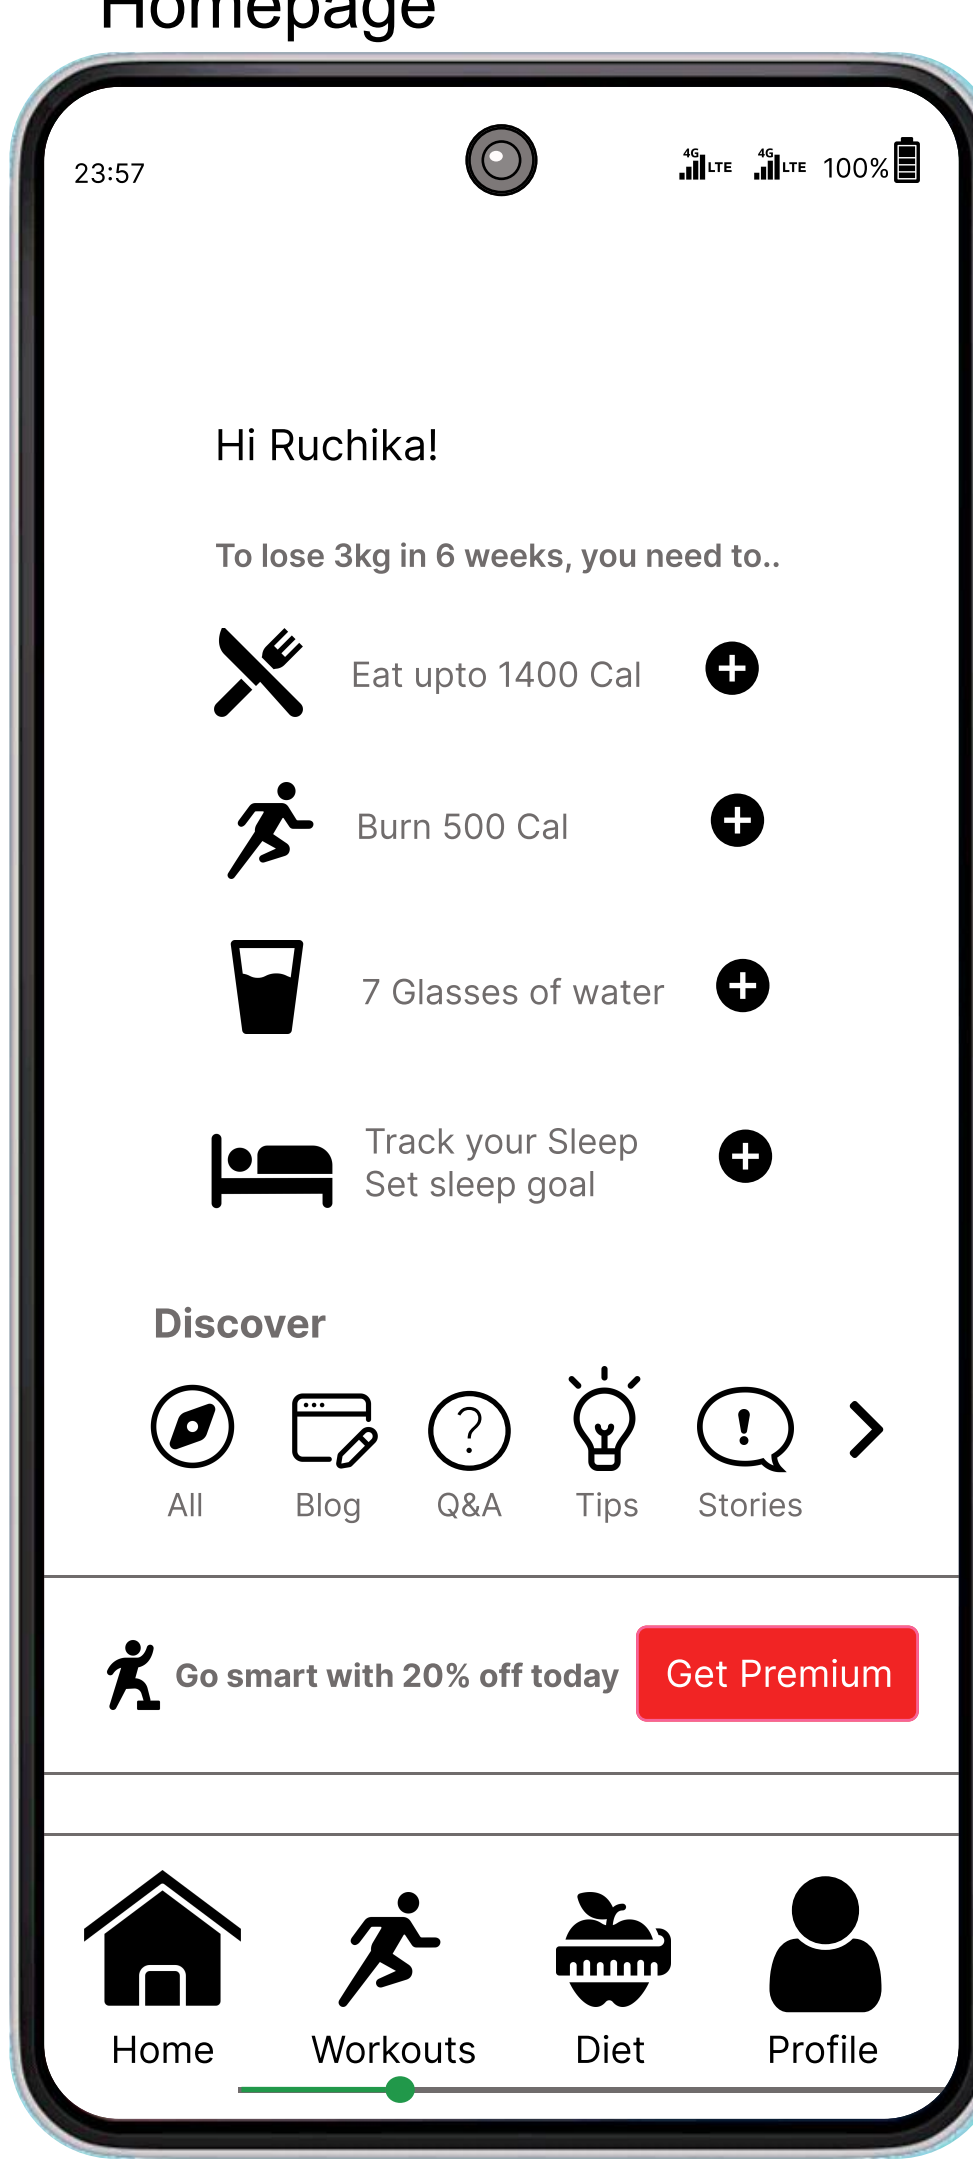 Homepage
23:57
4G LTE 4G LTE 100%
Hi Ruchika!
To lose 3kg in 6 weeks, you need to..
Eat upto 1400 Cal
Burn 500 Cal
7 Glasses of water
Track your Sleep
Set sleep goal
Discover
All Blog Q&A Tips Stories
Go smart with 20% off today Get Premium
Home Workouts Diet Profile